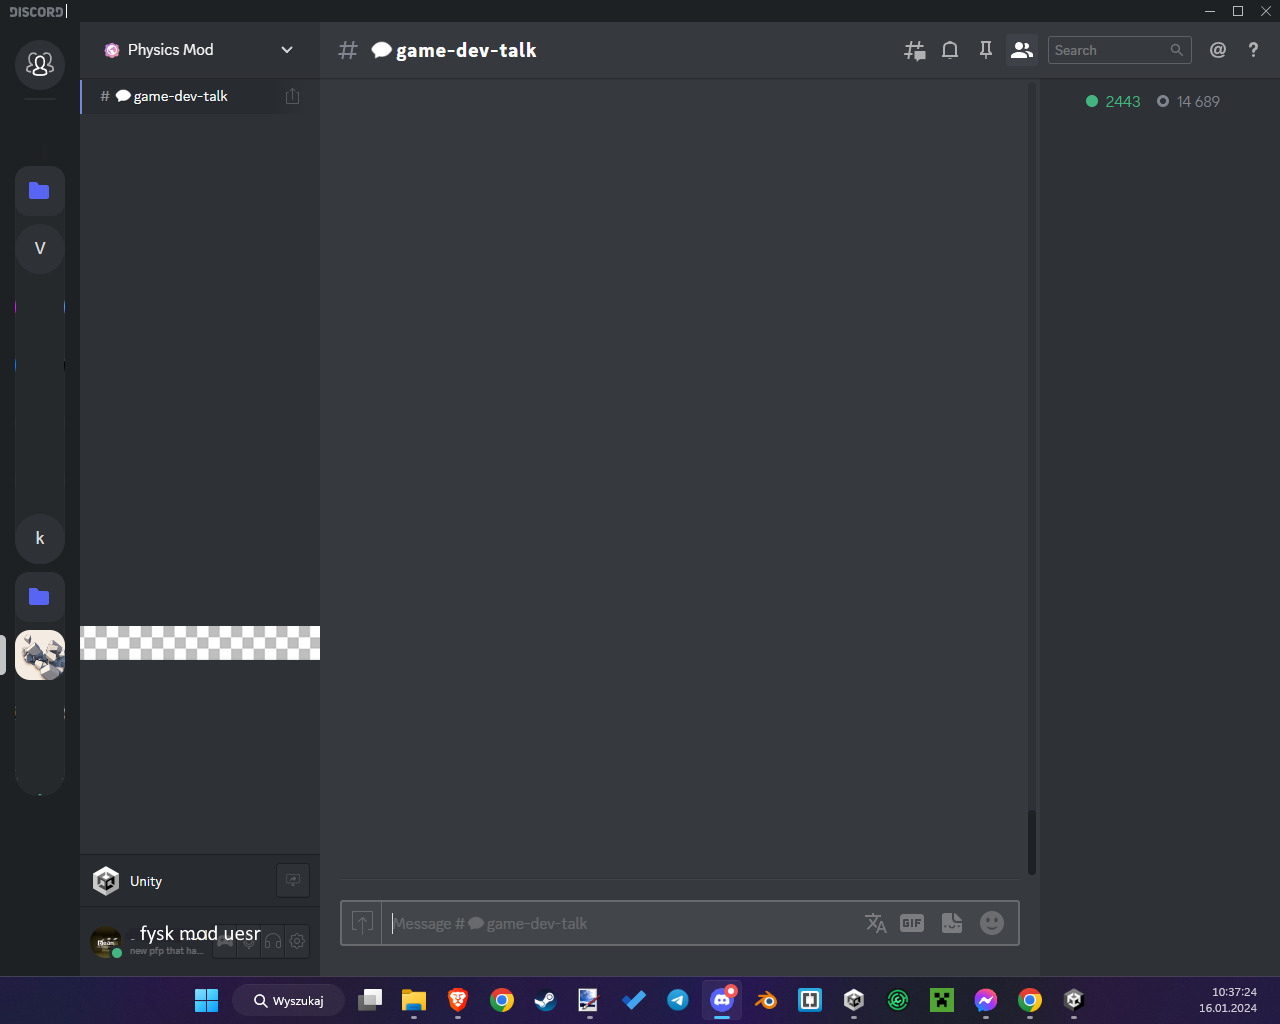 DISCORD
Physics Mod
game-dev-talk
Search
# game-dev-talk
2443
14 689
V
k
Unity
fysk mod uesr
new pfp that ha...
Message # game-dev-talk
GIF
Wyszukaj
10:37:24
16.01.2024